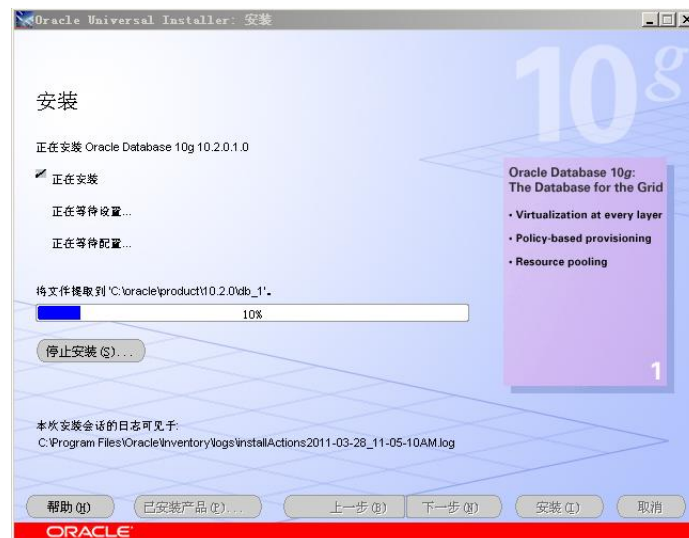 Oracle Universal Installer: 安装
10g
安装
正在安装 Oracle Database 10g 10.2.0.1.0
正在安装
正在等待设置...
正在等待配置...
将文件提取到 'C:\oracle\product\10.2.0\db_1'。
10%
停止安装(S)...
Oracle Database 10g:
The Database for the Grid
• Virtualization at every layer
• Policy-based provisioning
• Resource pooling
1
本次安装会话的日志可见于:
C:\Program Files\Oracle\Inventory\logs\installActions2011-03-28_11-05-10AM.log
帮助(H) 已安装产品(P)... 上一步(B) 下一步(N) 安装(I) 取消
ORACLE